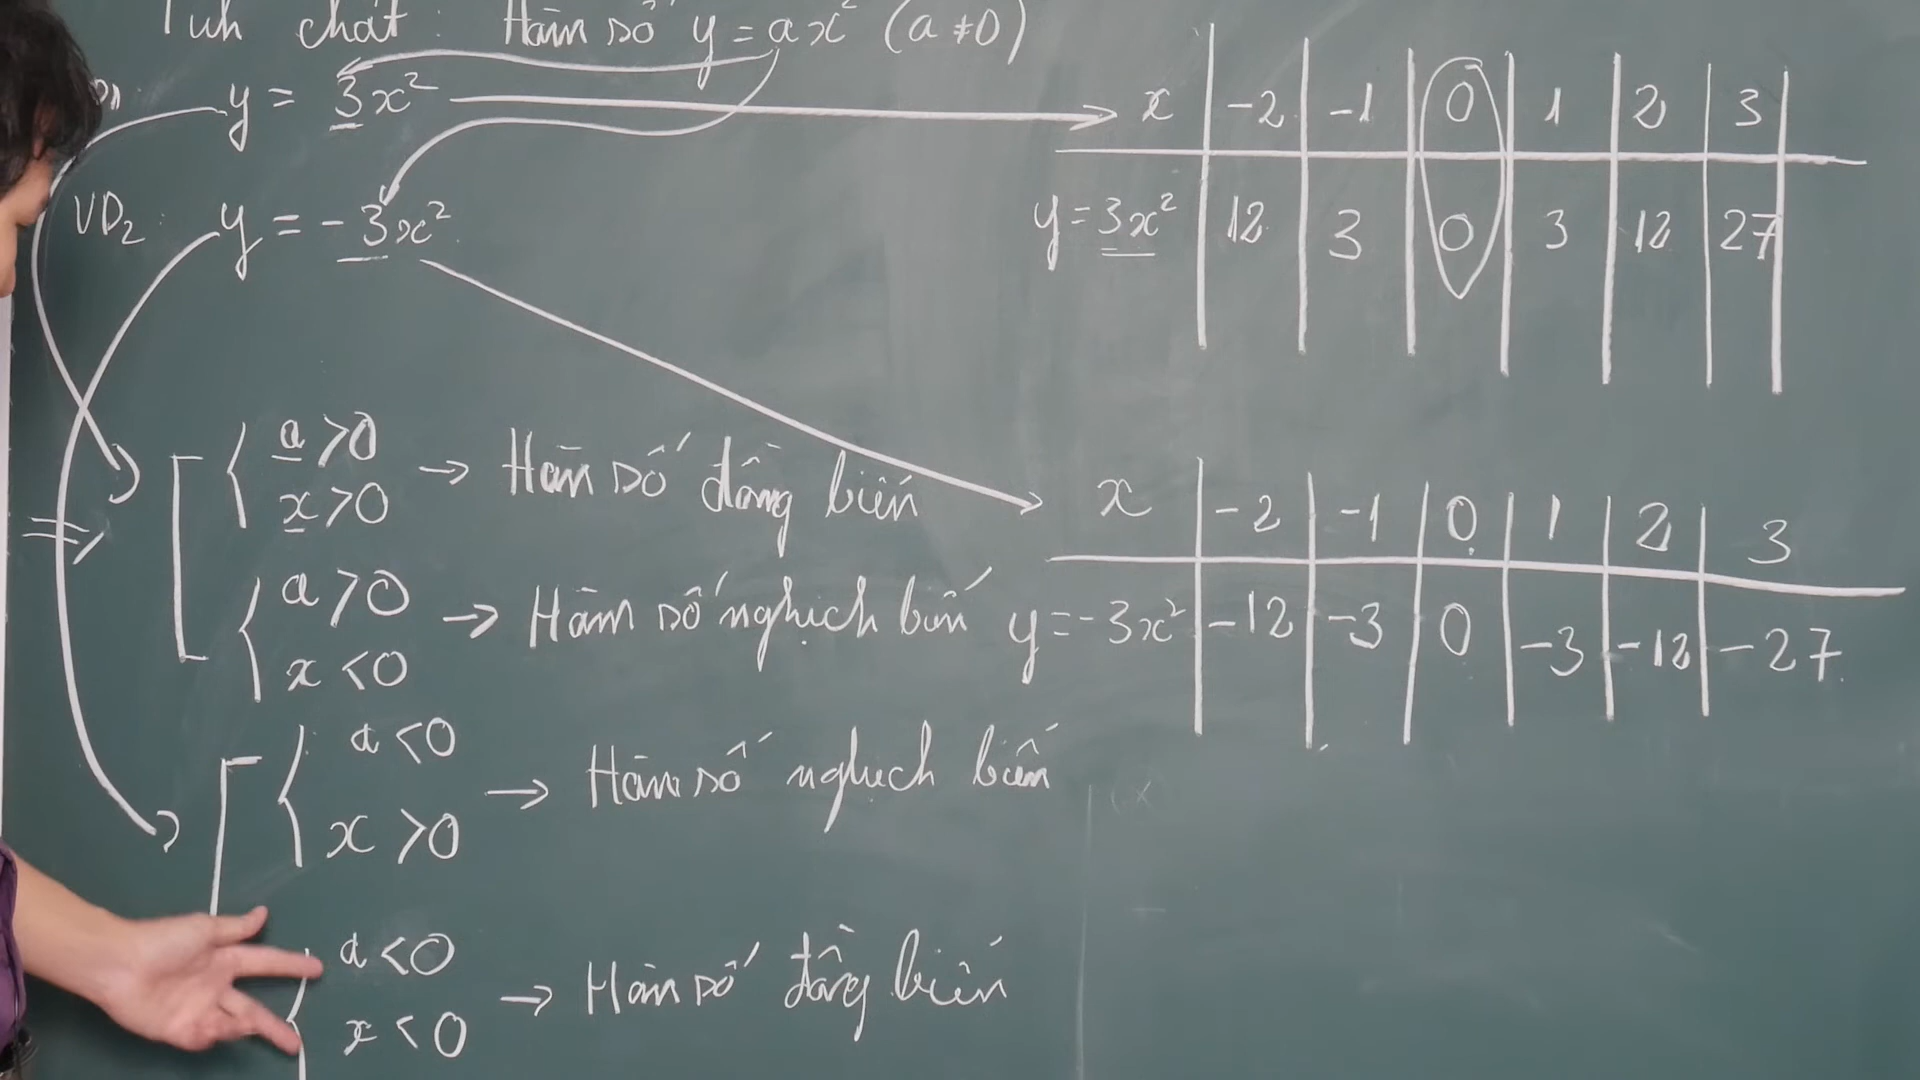 Tính chất: Hàm số y = ax² (a ≠ 0)
y = 3x²
VD₂: y = -3x²
x -2 -1 0 1 2 3
y = 3x² 12 3 0 3 12 27
a > 0
x > 0 → Hàm số đồng biến
⇒
a > 0
x < 0 → Hàm số nghịch biến
x -2 -1 0 1 2 3
y = -3x² -12 -3 0 -3 -12 -27
a < 0
x > 0 → Hàm số nghịch biến
a < 0
x < 0 → Hàm số đồng biến